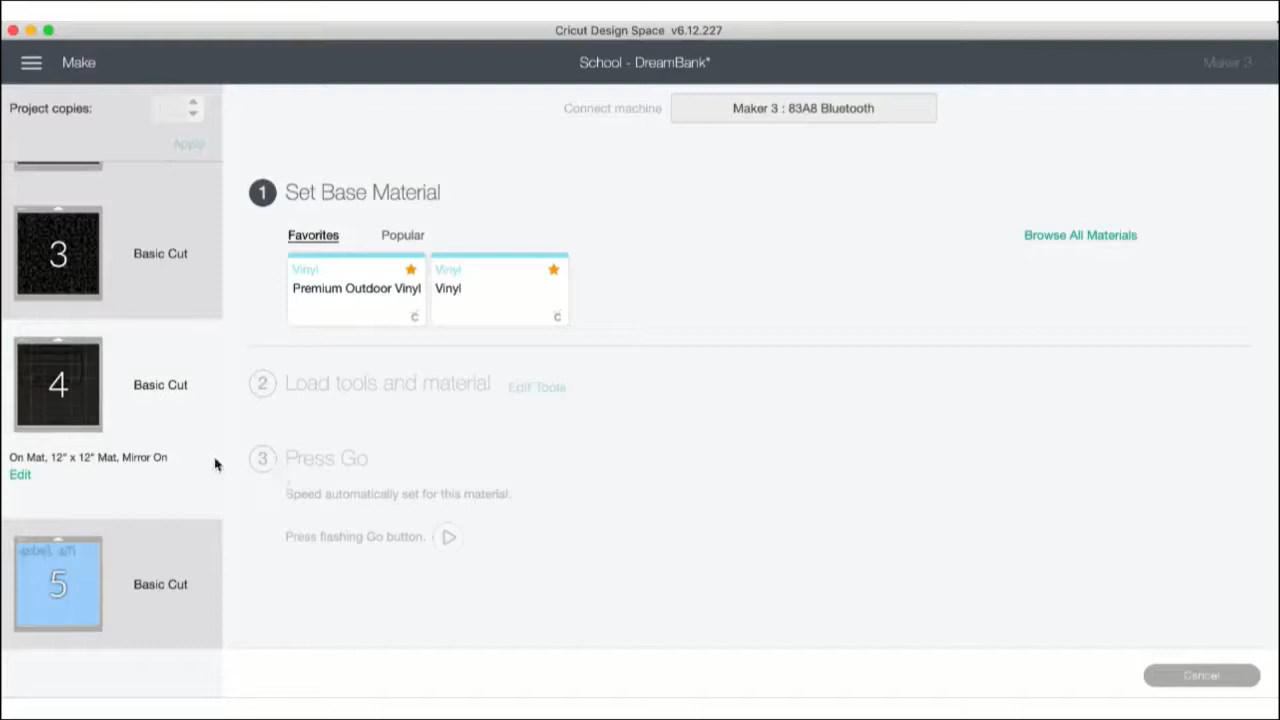 Cricut Design Space v6.12.227
Make
School - DreamBank*
Maker 3
Project copies:
Apply
Connect machine
Maker 3 : 83A8 Bluetooth
1 Set Base Material
Favorites
Popular
Browse All Materials
Vinyl
Premium Outdoor Vinyl
Vinyl
Vinyl
3
Basic Cut
4
Basic Cut
On Mat, 12" x 12" Mat, Mirror On
Edit
5
Basic Cut
2 Load tools and material
Edit Tools
3 Press Go
Speed automatically set for this material.
Press flashing Go button.
Cancel